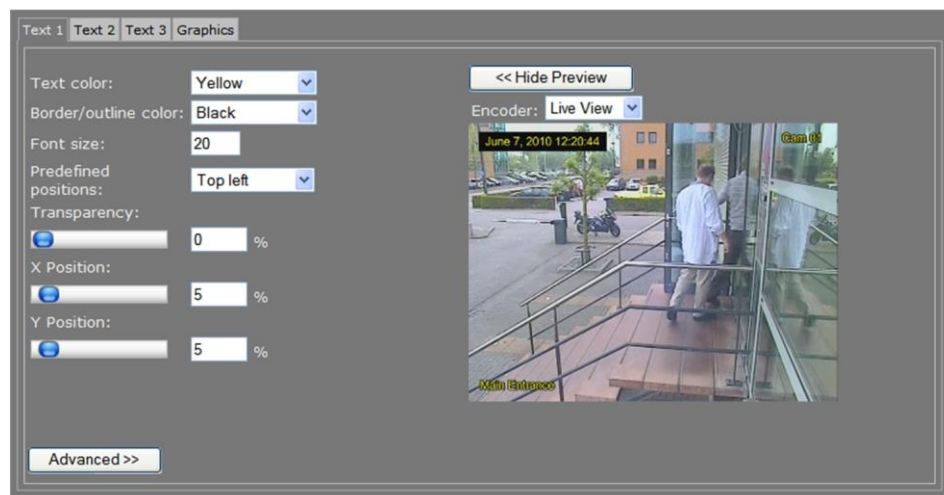 Text 1 Text 2 Text 3 Graphics
Text color: Yellow
Border/outline color: Black
Font size: 20
Predefined positions: Top left
Transparency:
0 %
X Position:
5 %
Y Position:
5 %
Advanced >>
<< Hide Preview
Encoder: Live View
June 7, 2010 12:20:44
Cam 01
Main Entrance